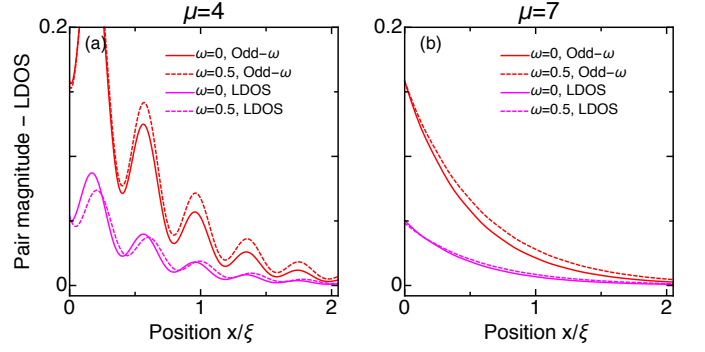 μ=4
μ=7
0.2
(a)
ω=0, Odd-ω
ω=0.5, Odd-ω
ω=0, LDOS
ω=0.5, LDOS
0.2
(b)
ω=0, Odd-ω
ω=0.5, Odd-ω
ω=0, LDOS
ω=0.5, LDOS
Pair magnitude - LDOS
0
0
0
1
2
0
1
2
Position x/ξ
Position x/ξ